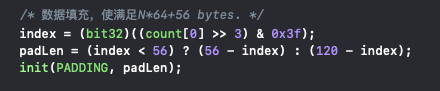 /* 数据填充，使满足N*64+56 bytes. */
index = (bit32)((count[0] >> 3) & 0x3f);
padLen = (index < 56) ? (56 - index) : (120 - index);
init(PADDING, padLen);